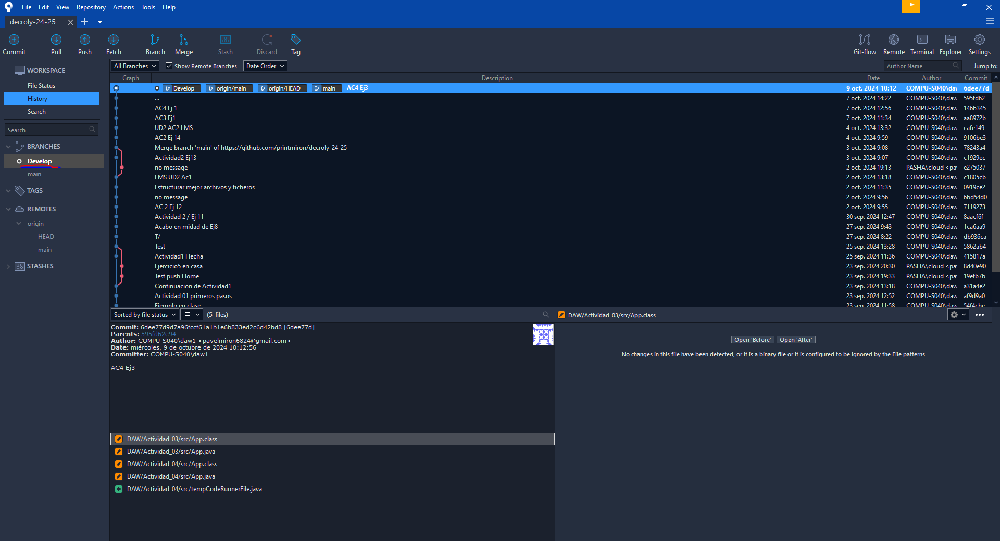 File Edit View Repository Actions Tools Help
decroly-24-25
Commit Pull Push Fetch Branch Merge Stash Discard Tag Git-flow Remote Terminal Explorer Settings
WORKSPACE
File Status
History
Search
Search
BRANCHES
Develop
main
TAGS
REMOTES
origin
HEAD
main
STASHES
All Branches Show Remote Branches Date Order Author Name Jump to:
Graph Description Date Author Commit
Develop origin/main origin/HEAD main AC4 Ej3 9 oct. 2024 10:12 COMPU-S040\daw 6dee77d
... 7 oct. 2024 14:22 COMPU-S040\daw 595fd62
AC4 Ej 1 7 oct. 2024 12:56 COMPU-S040\daw 146b345
AC3 Ej1 7 oct. 2024 11:34 COMPU-S040\daw aa8972b
UD2 AC2 LMS 4 oct. 2024 13:32 COMPU-S040\daw cafe149
AC2 Ej 14 4 oct. 2024 9:59 COMPU-S040\daw 9106be3
Merge branch 'main' of https://github.com/printmiron/decroly-24-25 3 oct. 2024 9:08 COMPU-S040\daw 78243a4
Actividad2 Ej13 3 oct. 2024 9:07 COMPU-S040\daw c1929ec
no message 2 oct. 2024 19:13 PASHA\cloud <pa e275037
LMS UD2 Ac1 2 oct. 2024 13:18 COMPU-S040\daw c1805cb
Estructurar mejor archivos y ficheros 2 oct. 2024 11:35 COMPU-S040\daw 0919ce2
no message 2 oct. 2024 9:56 COMPU-S040\daw 6bd54d0
AC 2 Ej 12 2 oct. 2024 9:55 COMPU-S040\daw 7119273
Actividad 2 / Ej 11 30 sep. 2024 12:47 COMPU-S040\daw 8aacf6f
Acabo en midad de Ej8 27 sep. 2024 9:43 COMPU-S040\daw 1ca6aa9
T/ 27 sep. 2024 8:22 COMPU-S040\daw db936ca
Test 25 sep. 2024 13:28 COMPU-S040\daw 5862ab4
Actividad1 Hecha 25 sep. 2024 11:36 COMPU-S040\daw 415817a
Ejercicio5 en casa 23 sep. 2024 20:30 PASHA\cloud <pa 8d40e90
Test push Home 23 sep. 2024 19:33 PASHA\cloud <pa 19efb7b
Continuacion de Actividad1 23 sep. 2024 13:18 COMPU-S040\daw a31a4e2
Actividad 01 primeros pasos 23 sep. 2024 12:52 COMPU-S040\daw af9d9a0
Ejemplo en clase 23 sep. 2024 11:58 COMPU-S040\daw 54f4cbe
Sorted by file status (5 files) DAW/Actividad_03/src/App.class
Commit: 6dee77d9d7a96fccf61a1b1e6b833ed2c6d42bd8 [6dee77d]
Parents: 595fd62e94
Author: COMPU-S040\daw1 <pavelmiron6824@gmail.com>
Date: miércoles, 9 de octubre de 2024 10:12:56
Committer: COMPU-S040\daw1
AC4 Ej3
Open 'Before' Open 'After'
No changes in this file have been detected, or it is a binary file or it is configured to be ignored by the File patterns
DAW/Actividad_03/src/App.class
DAW/Actividad_03/src/App.java
DAW/Actividad_04/src/App.class
DAW/Actividad_04/src/App.java
DAW/Actividad_04/src/tempCodeRunnerFile.java